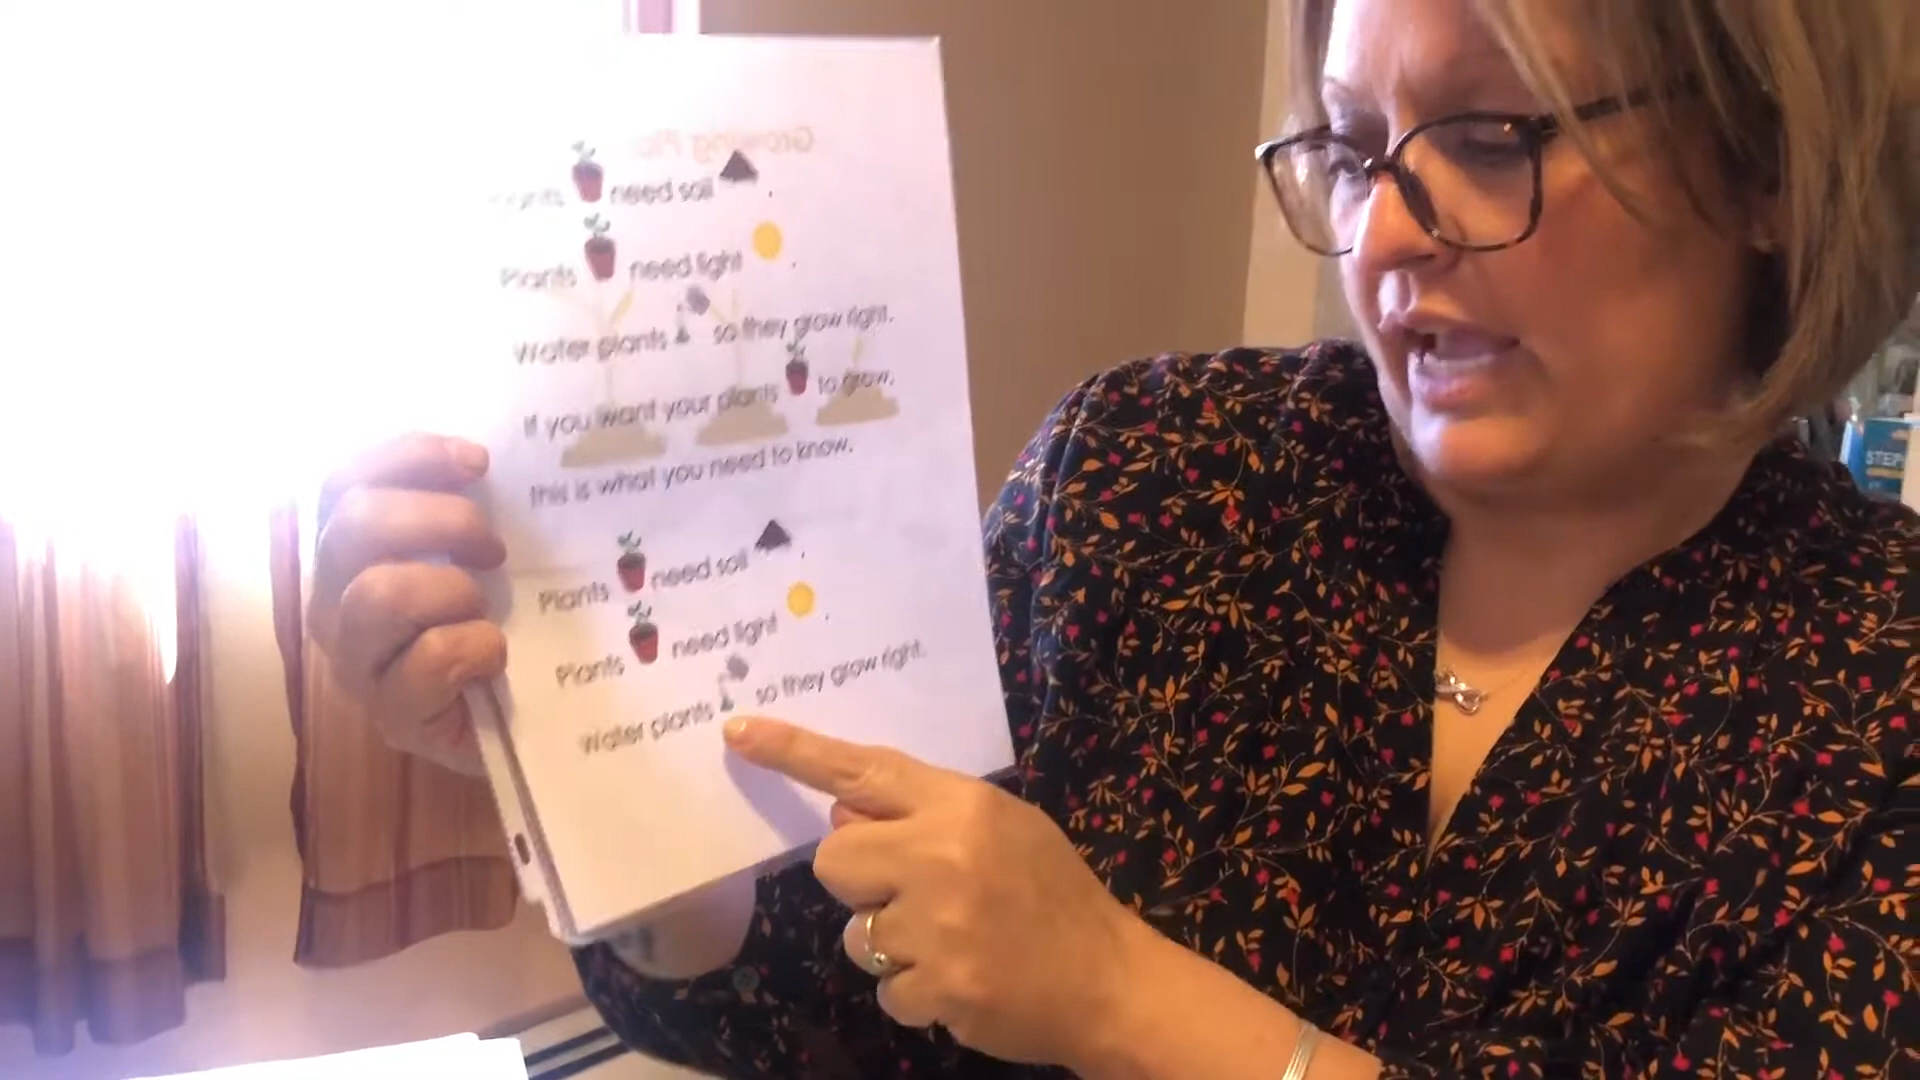 Growing
Plants need soil.
Plants need light.
Water plants so they grow right.
If you want your plants to grow,
this is what you need to know.
Plants need soil.
Plants need light.
Water plants so they grow right.
STEP